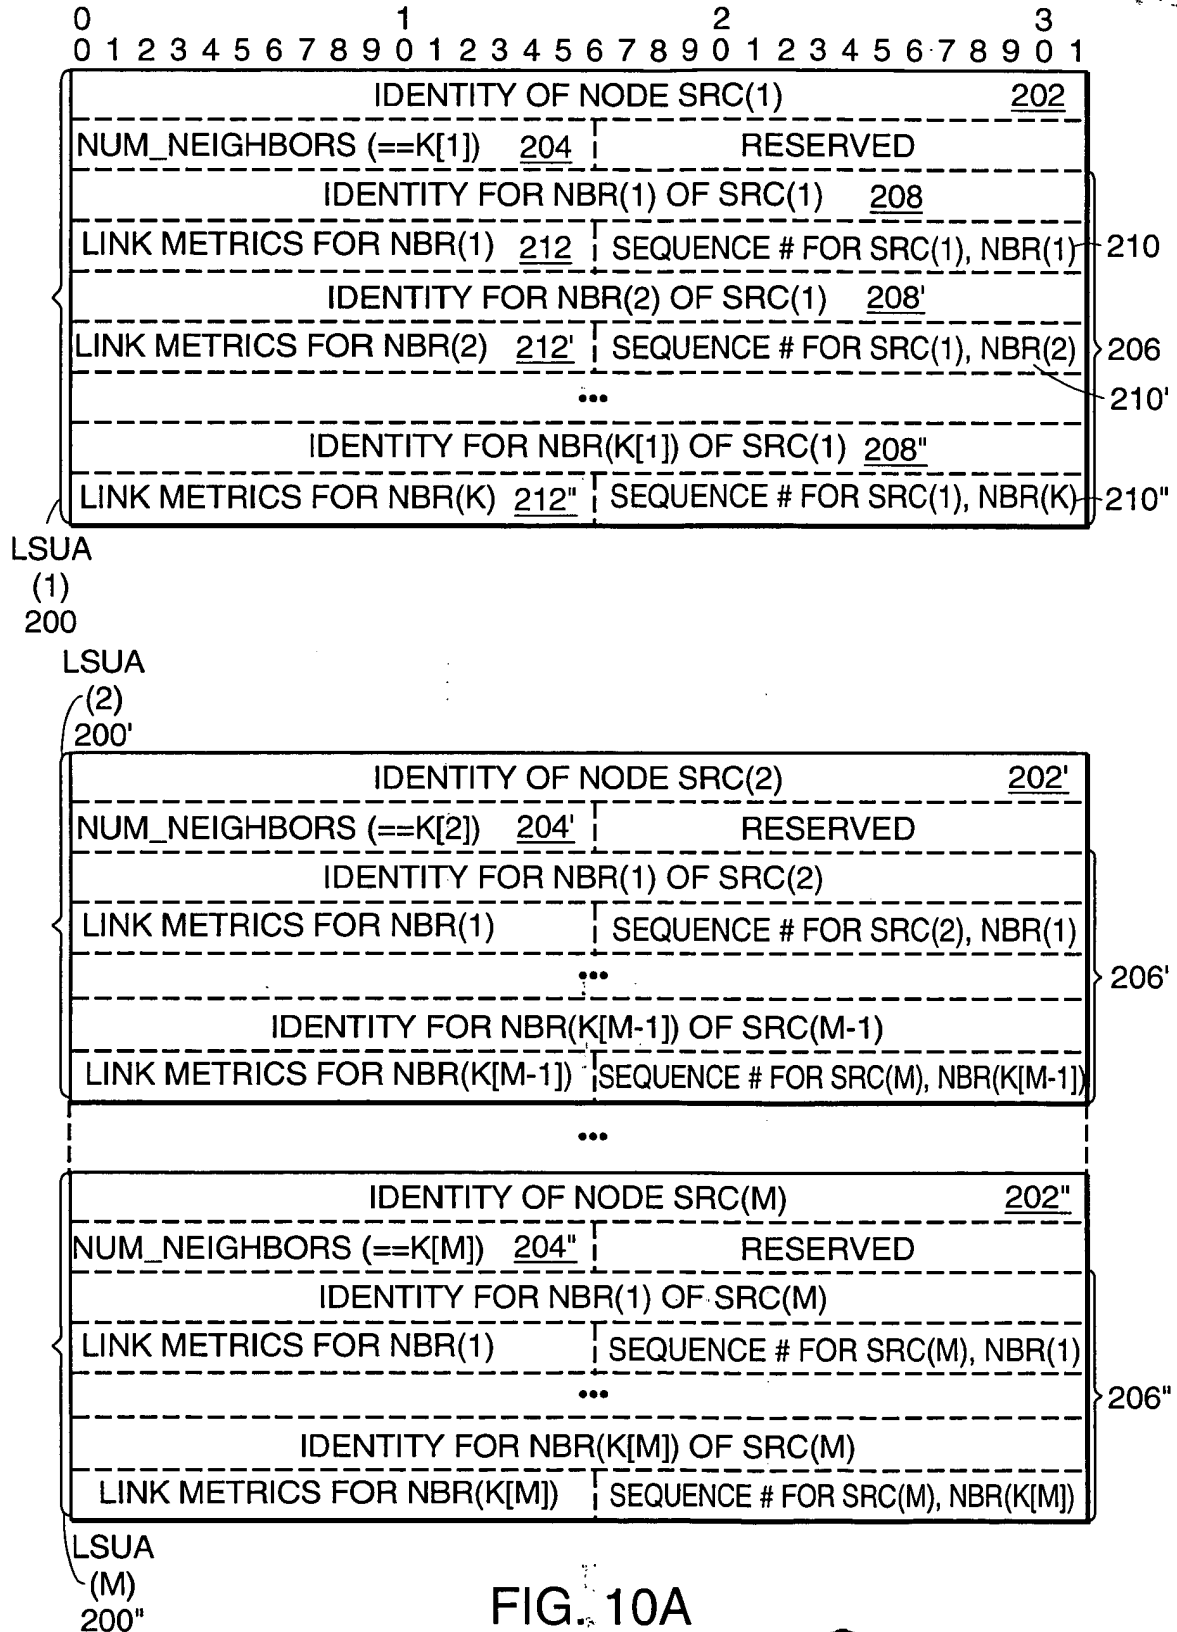 0 1 2 3
0 1 2 3 4 5 6 7 8 9 0 1 2 3 4 5 6 7 8 9 0 1 2 3 4 5 6 7 8 9 0 1
IDENTITY OF NODE SRC(1) 202
NUM_NEIGHBORS (==K[1]) 204 RESERVED
IDENTITY FOR NBR(1) OF SRC(1) 208
LINK METRICS FOR NBR(1) 212 SEQUENCE # FOR SRC(1), NBR(1) 210
IDENTITY FOR NBR(2) OF SRC(1) 208'
LINK METRICS FOR NBR(2) 212' SEQUENCE # FOR SRC(1), NBR(2) 206
••• 210'
IDENTITY FOR NBR(K[1]) OF SRC(1) 208"
LINK METRICS FOR NBR(K) 212" SEQUENCE # FOR SRC(1), NBR(K) 210"
LSUA
(1)
200
LSUA
(2)
200'
IDENTITY OF NODE SRC(2) 202'
NUM_NEIGHBORS (==K[2]) 204' RESERVED
IDENTITY FOR NBR(1) OF SRC(2)
LINK METRICS FOR NBR(1) SEQUENCE # FOR SRC(2), NBR(1)
••• 206'
IDENTITY FOR NBR(K[M-1]) OF SRC(M-1)
LINK METRICS FOR NBR(K[M-1]) SEQUENCE # FOR SRC(M), NBR(K[M-1])
•••
IDENTITY OF NODE SRC(M) 202"
NUM_NEIGHBORS (==K[M]) 204" RESERVED
IDENTITY FOR NBR(1) OF SRC(M)
LINK METRICS FOR NBR(1) SEQUENCE # FOR SRC(M), NBR(1)
••• 206"
IDENTITY FOR NBR(K[M]) OF SRC(M)
LINK METRICS FOR NBR(K[M]) SEQUENCE # FOR SRC(M), NBR(K[M])
LSUA
(M)
200"
FIG. 10A